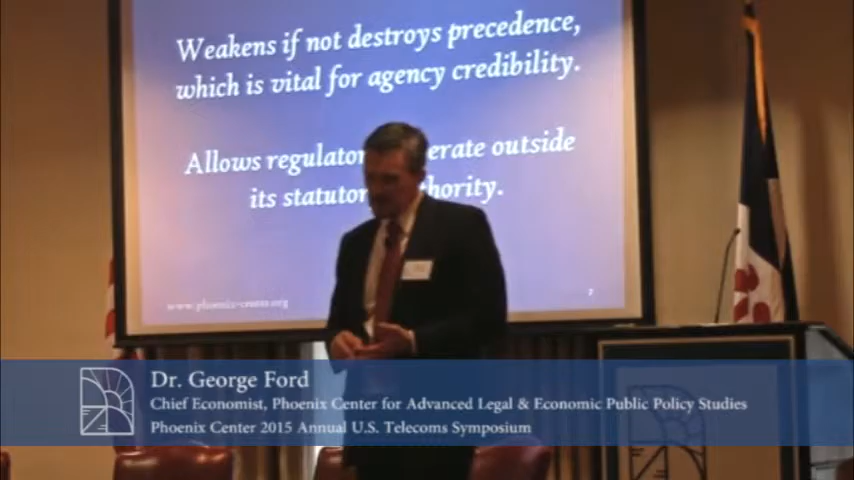 Weakens if not destroys precedence,
which is vital for agency credibility.
Allows regulator erate outside
its statutor hority.
www.phoenix-center.org
7
Dr. George Ford
Chief Economist, Phoenix Center for Advanced Legal & Economic Public Policy Studies
Phoenix Center 2015 Annual U.S. Telecoms Symposium